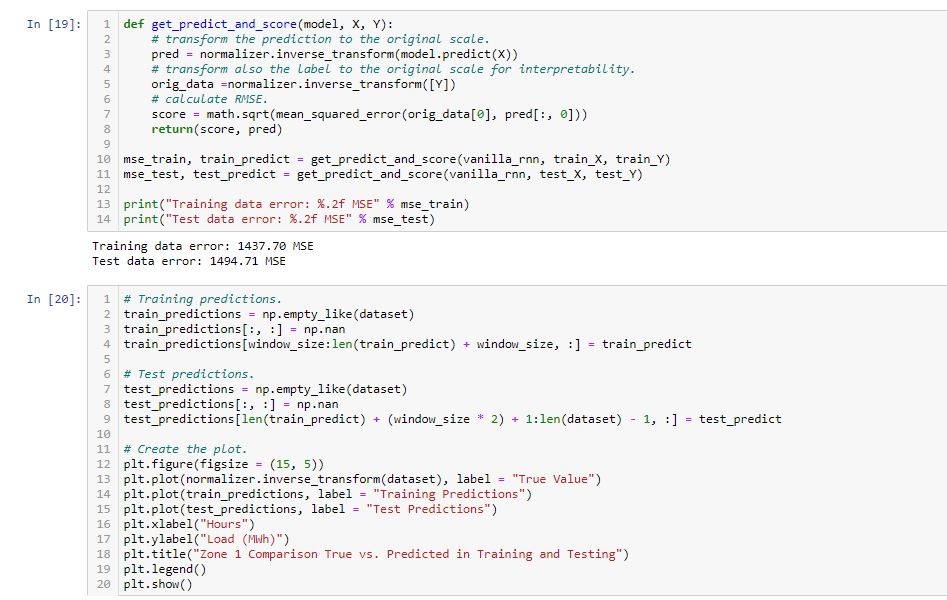 In [19]:
1 def get_predict_and_score(model, X, Y):
2     # transform the prediction to the original scale.
3     pred = normalizer.inverse_transform(model.predict(X))
4     # transform also the label to the original scale for interpretability.
5     orig_data =normalizer.inverse_transform([Y])
6     # calculate RMSE.
7     score = math.sqrt(mean_squared_error(orig_data[0], pred[:, 0]))
8     return(score, pred)
9
10 mse_train, train_predict = get_predict_and_score(vanilla_rnn, train_X, train_Y)
11 mse_test, test_predict = get_predict_and_score(vanilla_rnn, test_X, test_Y)
12
13 print("Training data error: %.2f MSE" % mse_train)
14 print("Test data error: %.2f MSE" % mse_test)
Training data error: 1437.70 MSE
Test data error: 1494.71 MSE
In [20]:
1 # Training predictions.
2 train_predictions = np.empty_like(dataset)
3 train_predictions[:, :] = np.nan
4 train_predictions[window_size:len(train_predict) + window_size, :] = train_predict
5
6 # Test predictions.
7 test_predictions = np.empty_like(dataset)
8 test_predictions[:, :] = np.nan
9 test_predictions[len(train_predict) + (window_size * 2) + 1:len(dataset) - 1, :] = test_predict
10
11 # Create the plot.
12 plt.figure(figsize = (15, 5))
13 plt.plot(normalizer.inverse_transform(dataset), label = "True Value")
14 plt.plot(train_predictions, label = "Training Predictions")
15 plt.plot(test_predictions, label = "Test Predictions")
16 plt.xlabel("Hours")
17 plt.ylabel("Load (MWh)")
18 plt.title("Zone 1 Comparison True vs. Predicted in Training and Testing")
19 plt.legend()
20 plt.show()